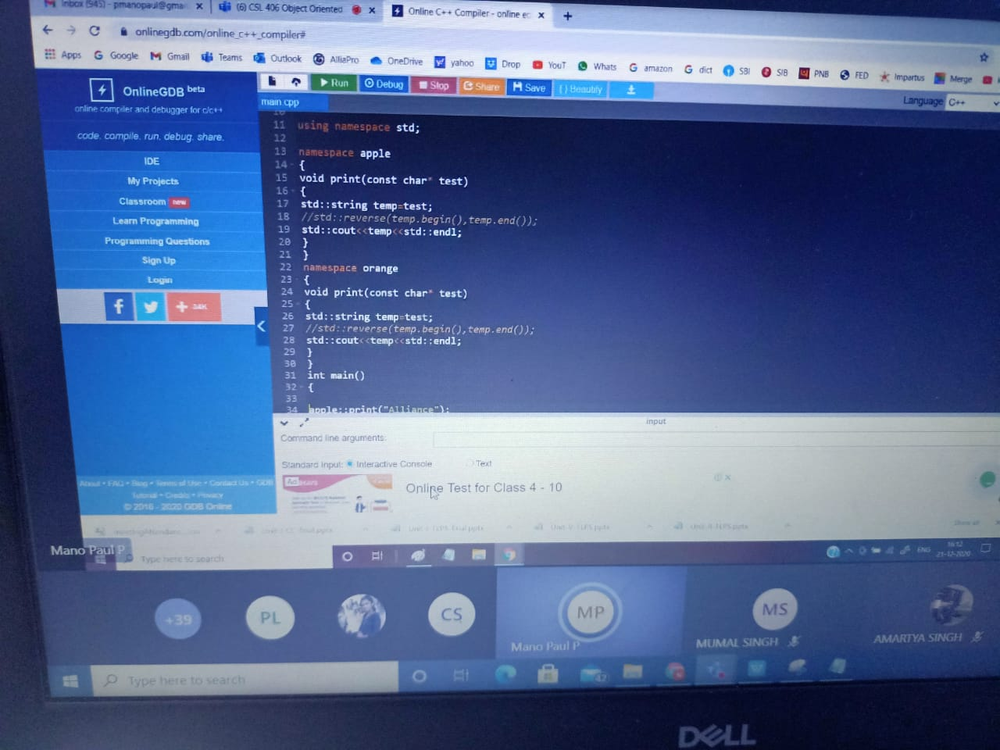 Inbox (945) - pmanopaul@gmai
(6) CSL 406 Object Oriented
Online C++ Compiler - online ed
onlinegdb.com/online_c++_compiler#
Apps Google Gmail Teams Outlook AlliaPro OneDrive yahoo Drop YouT Whats amazon dict SBI SIB PNB FED Impartus Merge
OnlineGDB beta
online compiler and debugger for c/c++
code. compile. run. debug. share.
IDE
My Projects
Classroom new
Learn Programming
Programming Questions
Sign Up
Login
f + 34K
About • FAQ • Blog • Terms of Use • Contact Us • GDB
Tutorial • Credits • Privacy
© 2016 - 2020 GDB Online
Run Debug Stop Share Save {} Beautify
Language C++
main.cpp
10
11 using namespace std;
12
13 namespace apple
14 {
15 void print(const char* test)
16 {
17 std::string temp=test;
18 //std::reverse(temp.begin(),temp.end());
19 std::cout<<temp<<std::endl;
20 }
21 }
22 namespace orange
23 {
24 void print(const char* test)
25 {
26 std::string temp=test;
27 //std::reverse(temp.begin(),temp.end());
28 std::cout<<temp<<std::endl;
29 }
30 }
31 int main()
32 {
33
34 apple::print("Alliance");
input
Command line arguments:
Standard Input: Interactive Console Text
Ad
Online Test for Class 4 - 10
Show all
Mano Paul P
Type here to search
ENG
16:12
21-12-2020
+39
PL
CS
MP
Mano Paul P
MS
MUMAL SINGH
AMARTYA SINGH
Type here to search
DELL